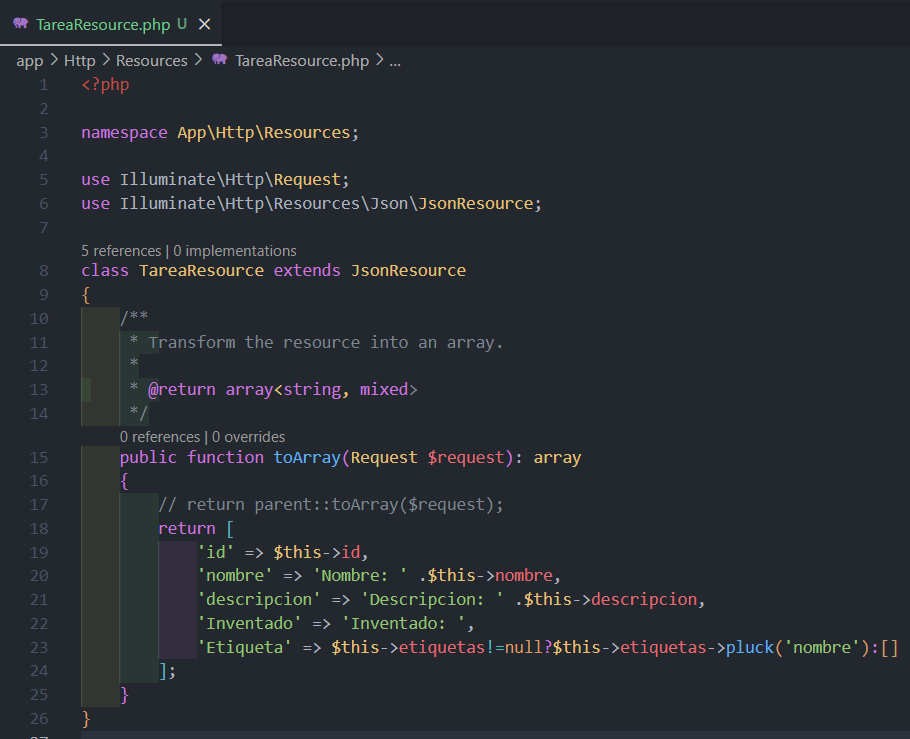 TareaResource.php U
app > Http > Resources > TareaResource.php > ...
1 <?php
2
3 namespace App\Http\Resources;
4
5 use Illuminate\Http\Request;
6 use Illuminate\Http\Resources\Json\JsonResource;
7
5 references | 0 implementations
8 class TareaResource extends JsonResource
9 {
10 /**
11 * Transform the resource into an array.
12 *
13 * @return array<string, mixed>
14 */
0 references | 0 overrides
15 public function toArray(Request $request): array
16 {
17 // return parent::toArray($request);
18 return [
19 'id' => $this->id,
20 'nombre' => 'Nombre: ' .$this->nombre,
21 'descripcion' => 'Descripcion: ' .$this->descripcion,
22 'Inventado' => 'Inventado: ',
23 'Etiqueta' => $this->etiquetas!=null?$this->etiquetas->pluck('nombre'):[]
24 ];
25 }
26 }
27